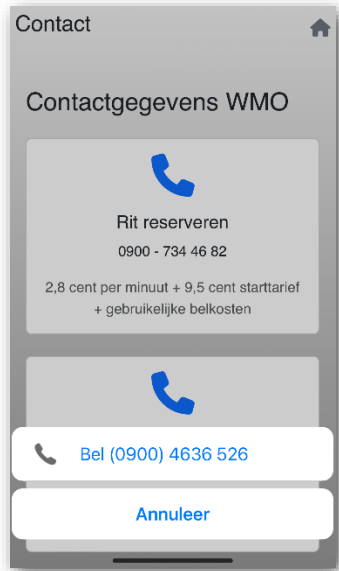 Contact
Contactgegevens WMO
Rit reserveren
0900 - 734 46 82
2,8 cent per minuut + 9,5 cent starttarief
+ gebruikelijke belkosten
Bel (0900) 4636 526
Annuleer